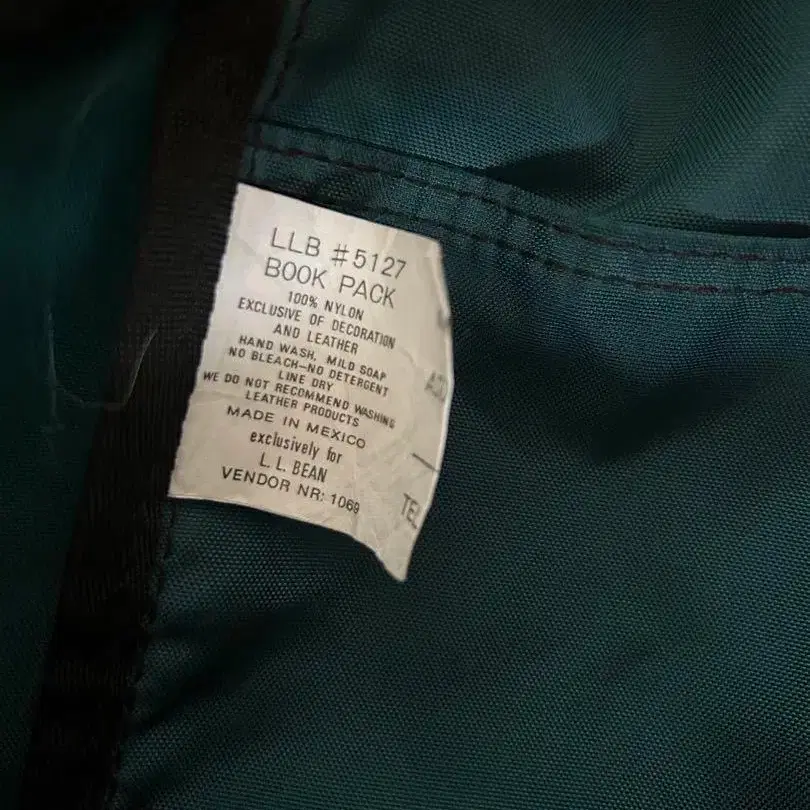 LLB #5127
BOOK PACK
100% NYLON
EXCLUSIVE OF DECORATION
AND LEATHER
HAND WASH, MILD SOAP
NO BLEACH—NO DETERGENT
LINE DRY
WE DO NOT RECOMMEND WASHING
LEATHER PRODUCTS
MADE IN MEXICO
exclusively for
L.L. BEAN
VENDOR NR: 1069